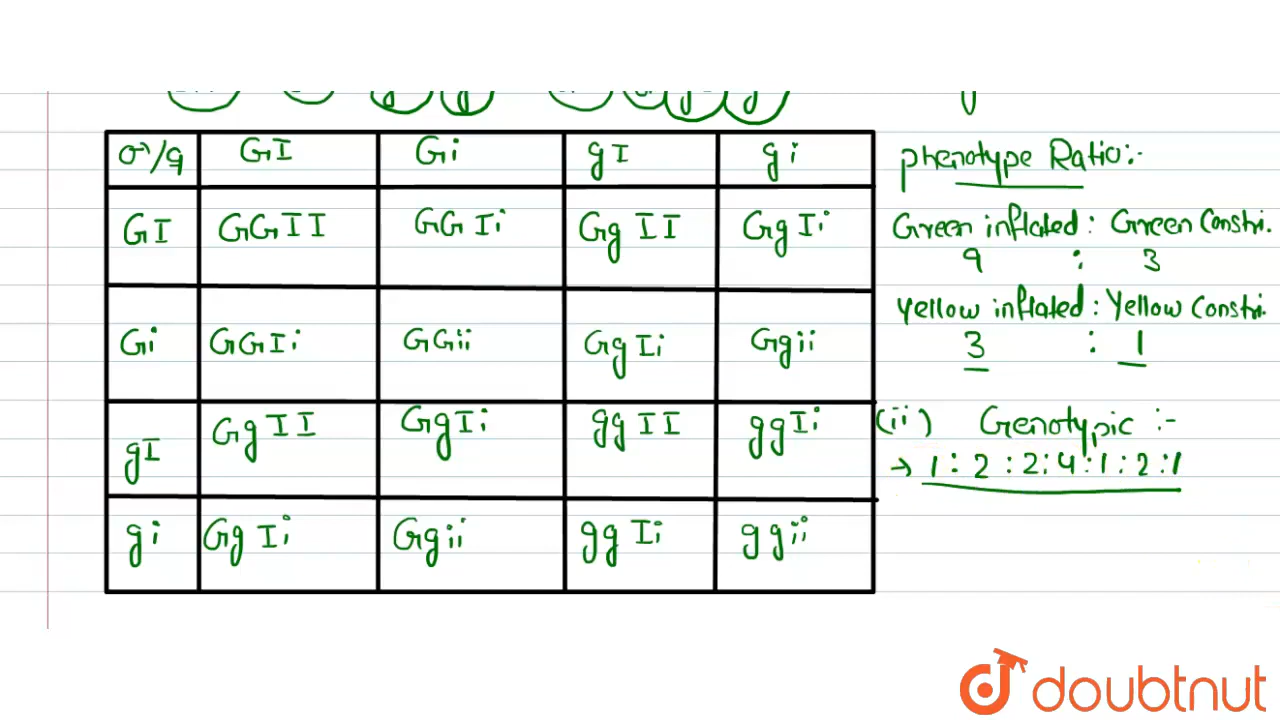 ♂/♀ GI Gi gI gi
GI GGII GGIi GgII GgIi
Gi GGIi GGii GgIi Ggii
gI GgII GgIi ggII ggIi
gi GgIi Ggii ggIi ggii
phenotype Ratio:-
Green inflated : Green Constri.
9 : 3
Yellow inflated : Yellow Constri.
3 : 1
(ii) Genotypic :-
→ 1 : 2 : 2 : 4 : 1 : 2 : 1
doubtnut